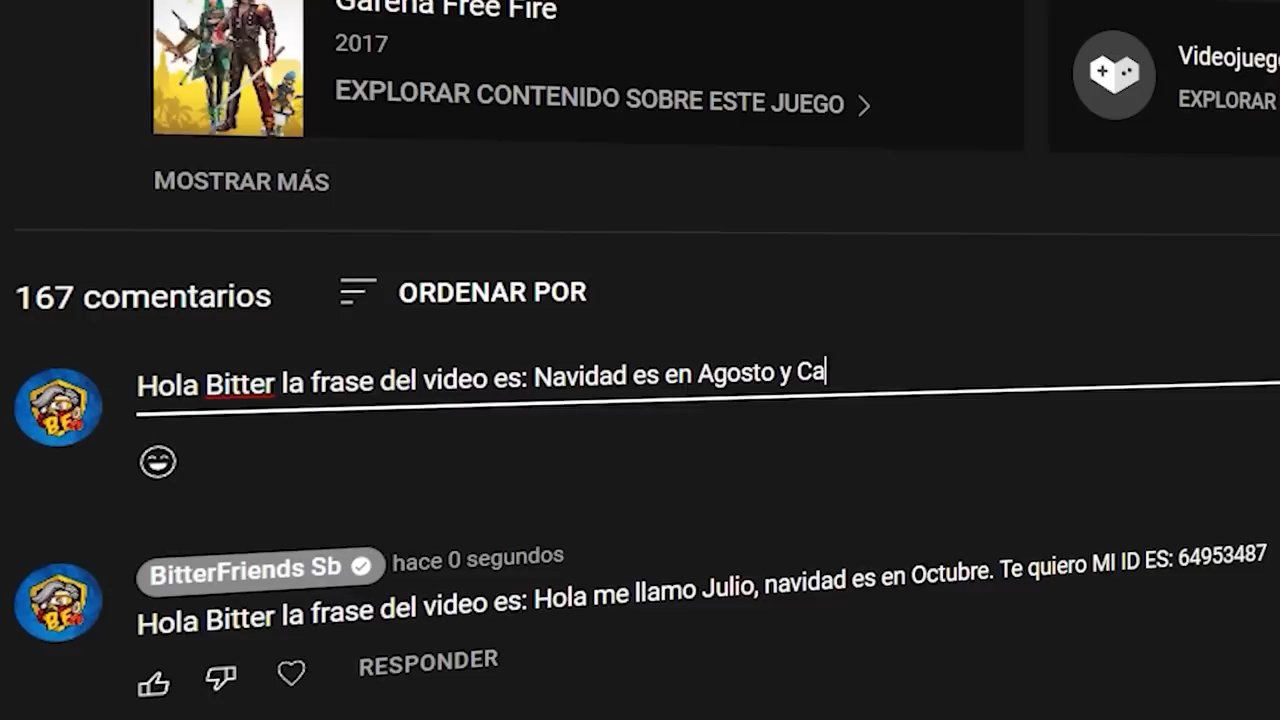 Garena Free Fire
2017
EXPLORAR CONTENIDO SOBRE ESTE JUEGO
Videojueg
EXPLORAR
MOSTRAR MÁS
167 comentarios
ORDENAR POR
Hola Bitter la frase del video es: Navidad es en Agosto y Ca
BitterFriends Sb hace 0 segundos
Hola Bitter la frase del video es: Hola me llamo Julio, navidad es en Octubre. Te quiero MI ID ES: 64953487
RESPONDER